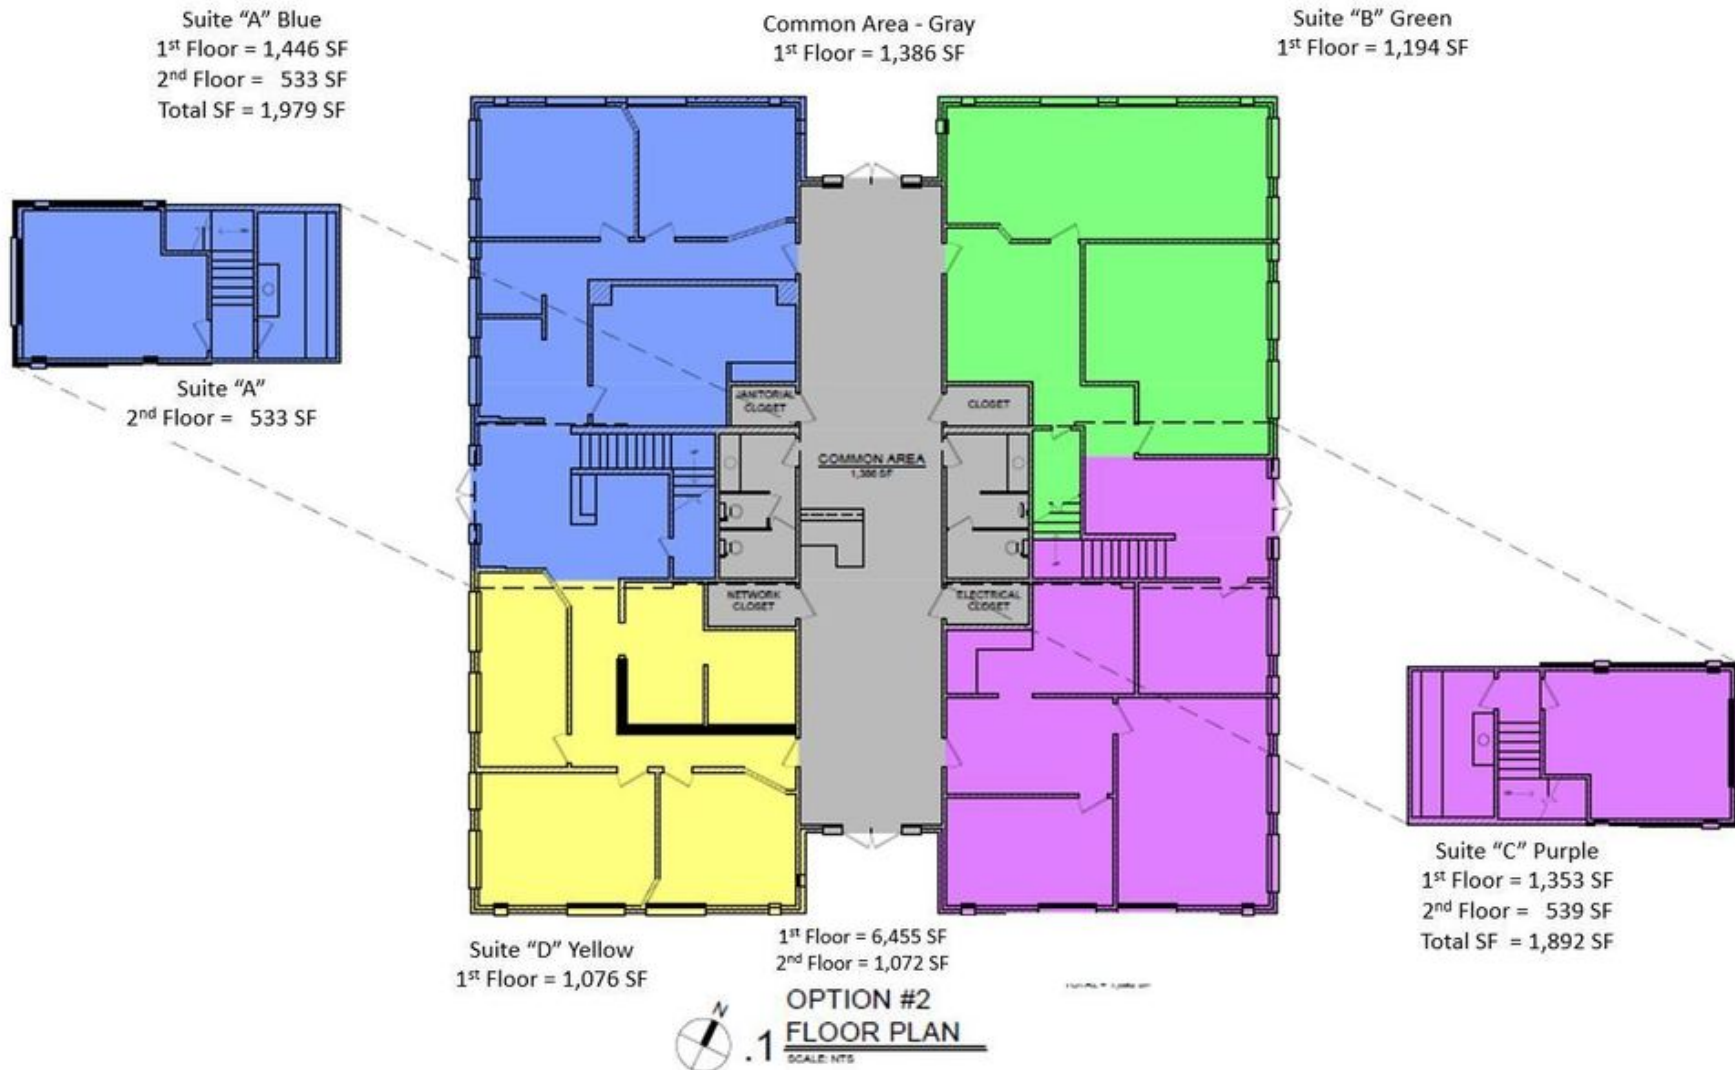 Suite “A” Blue
1st Floor = 1,446 SF
2nd Floor = 533 SF
Total SF = 1,979 SF
Common Area - Gray
1st Floor = 1,386 SF
Suite “B” Green
1st Floor = 1,194 SF
Suite “A”
2nd Floor = 533 SF
JANITORIAL
CLOSET
CLOSET
COMMON AREA
1,386 SF
NETWORK
CLOSET
ELECTRICAL
CLOSET
Suite “C” Purple
1st Floor = 1,353 SF
2nd Floor = 539 SF
Total SF = 1,892 SF
Suite “D” Yellow
1st Floor = 1,076 SF
1st Floor = 6,455 SF
2nd Floor = 1,072 SF
N
.1
OPTION #2
FLOOR PLAN
SCALE: NTS